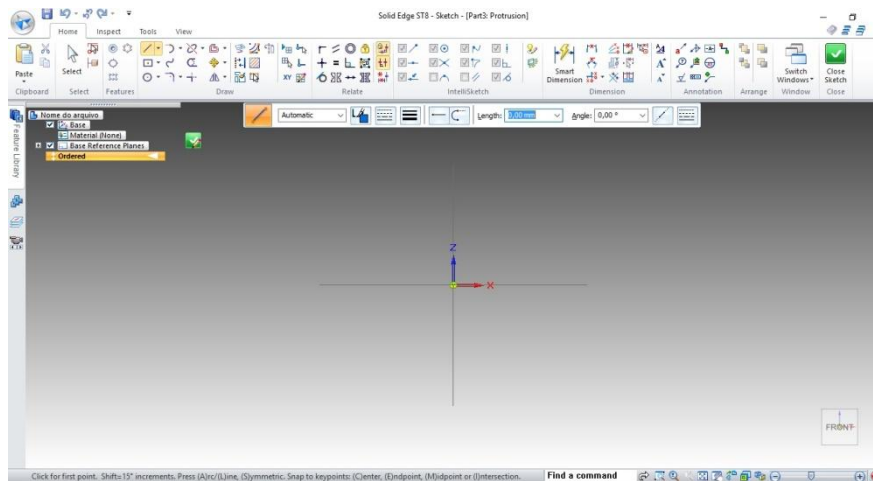 Solid Edge ST8 - Sketch - [Part3: Protrusion]
Home Inspect Tools View
Paste
Select
Smart Dimension
Switch Windows
Close Sketch
Clipboard Select Features Draw Relate IntelliSketch Dimension Annotation Arrange Window Close
Nome do arquivo
Base
Material (None)
Base Reference Planes
Ordered
Automatic Length: 0,00 mm Angle: 0,00 °
Feature Library
Z
X
FRONT
Click for first point. Shift=15° increments. Press (A)rc/(L)ine, (S)ymmetric. Snap to keypoints: (C)enter, (E)ndpoint, (M)idpoint or (I)ntersection. Find a command